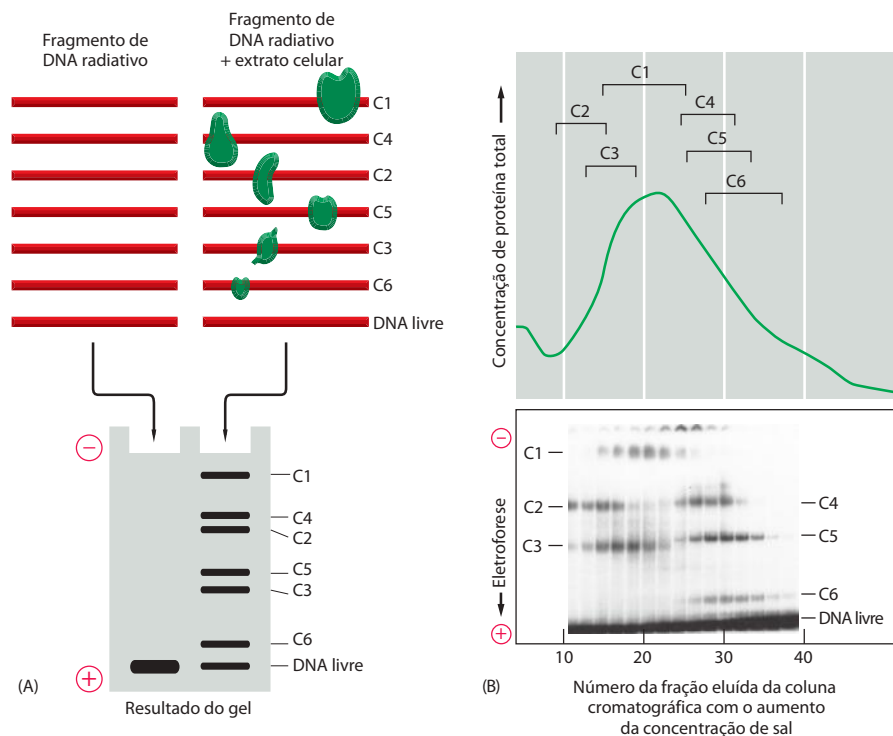 Fragmento de
DNA radiativo
Fragmento de
DNA radiativo
+ extrato celular
C1
C4
C2
C5
C3
C6
DNA livre
−
C1
C4
C2
C5
C3
C6
DNA livre
+
(A)
Resultado do gel
Concentração de proteína total
C1
C2
C4
C3
C5
C6
−
C1
C2
C3
Eletroforese
+
C4
C5
C6
DNA livre
10 20 30 40
(B)
Número da fração eluída da coluna
cromatográfica com o aumento
da concentração de sal